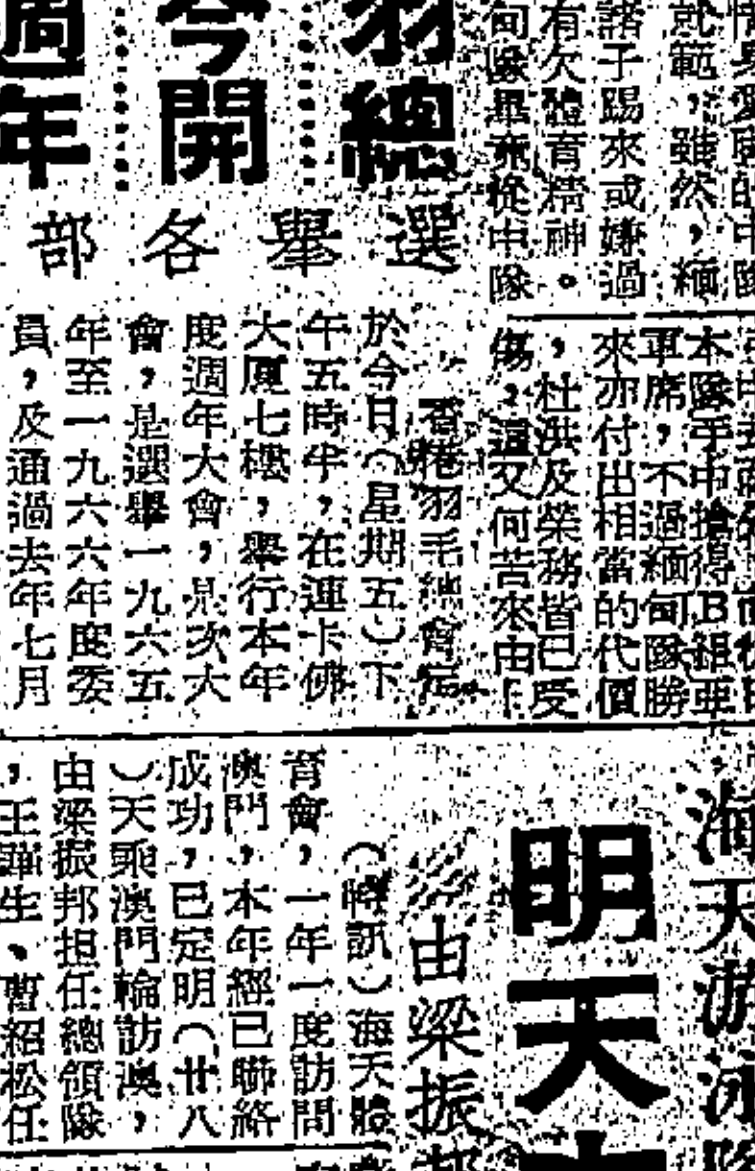 就範，雖然，緬
諸子踢來或嫌過
有欠體育精神。
本隊手中搶得B組亞
軍席，不過緬甸隊勝
來亦付出相當的代價
，杜洪及榮務皆已受
傷，這又何苦來由！
羽總
今開
週年
選舉各部
香港羽毛總會定
於今日（星期五）下
午五時半，在連卡佛
大厦七樓，舉行本年
度週年大會，是次大
會，是選舉一九六五
年至一九六六年度委
員，及通過去年七月
海天游泳
明天
由梁振邦
（特訊）海天體
育會，一年一度訪問
澳門，本年經已聯絡
成功，已定明（廿八
）天乘澳門輪訪澳，
由梁振邦担任總領隊
，王華生、曹紹松任